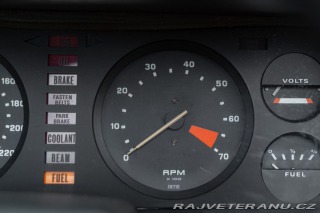 BRAKE
FASTEN
BELTS
PARK
BRAKE
COOLANT
BEAM
FUEL
160
180
200
220
0
10
20
30
40
50
60
70
RPM
X 100
VOLTS
FUEL
RAJVETERANU.CZ